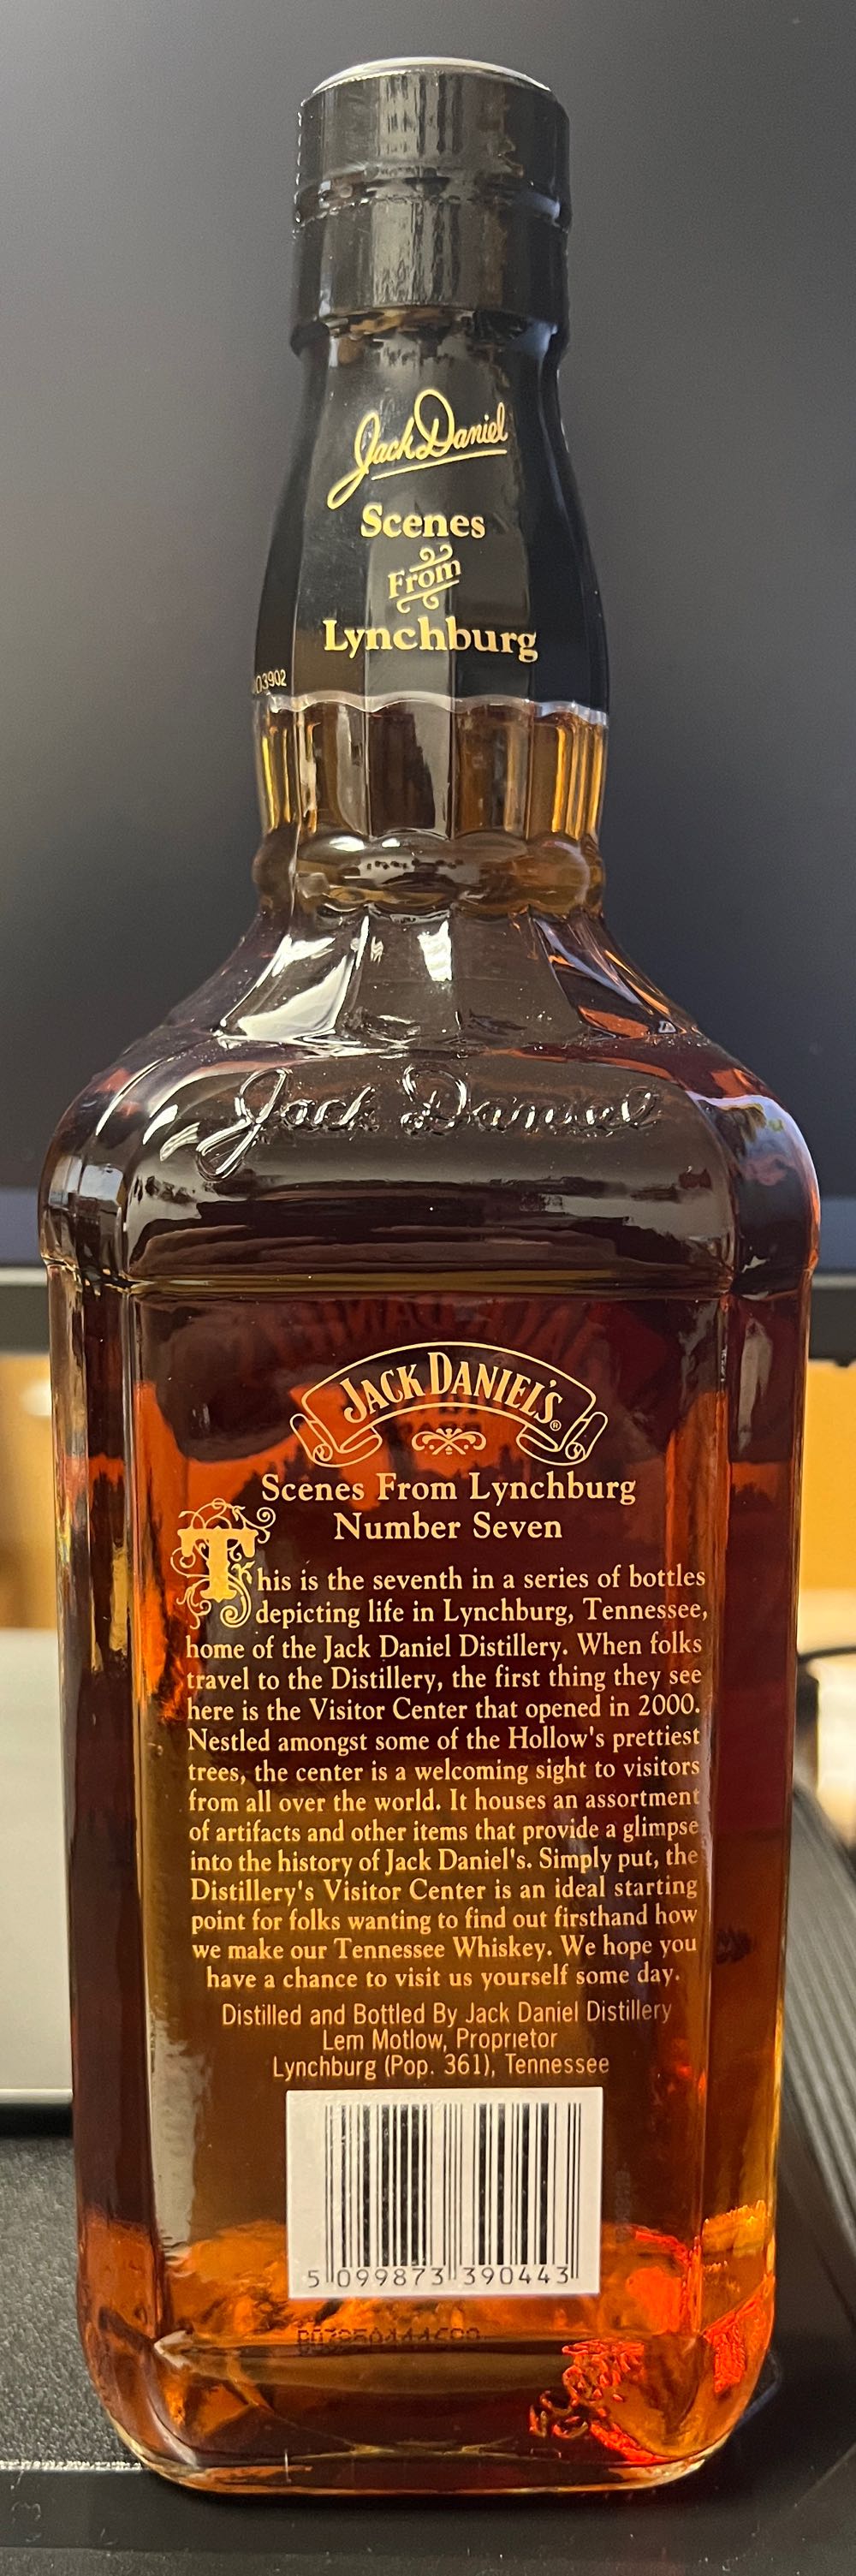 Jack Daniel
Scenes
From
Lynchburg
Jack Daniel
JACK DANIEL'S®
Scenes From Lynchburg
Number Seven
This is the seventh in a series of bottles
depicting life in Lynchburg, Tennessee,
home of the Jack Daniel Distillery. When folks
travel to the Distillery, the first thing they see
here is the Visitor Center that opened in 2000.
Nestled amongst some of the Hollow's prettiest
trees, the center is a welcoming sight to visitors
from all over the world. It houses an assortment
of artifacts and other items that provide a glimpse
into the history of Jack Daniel's. Simply put, the
Distillery's Visitor Center is an ideal starting
point for folks wanting to find out firsthand how
we make our Tennessee Whiskey. We hope you
have a chance to visit us yourself some day.
Distilled and Bottled By Jack Daniel Distillery
Lem Motlow, Proprietor
Lynchburg (Pop. 361), Tennessee
5 099873 390443